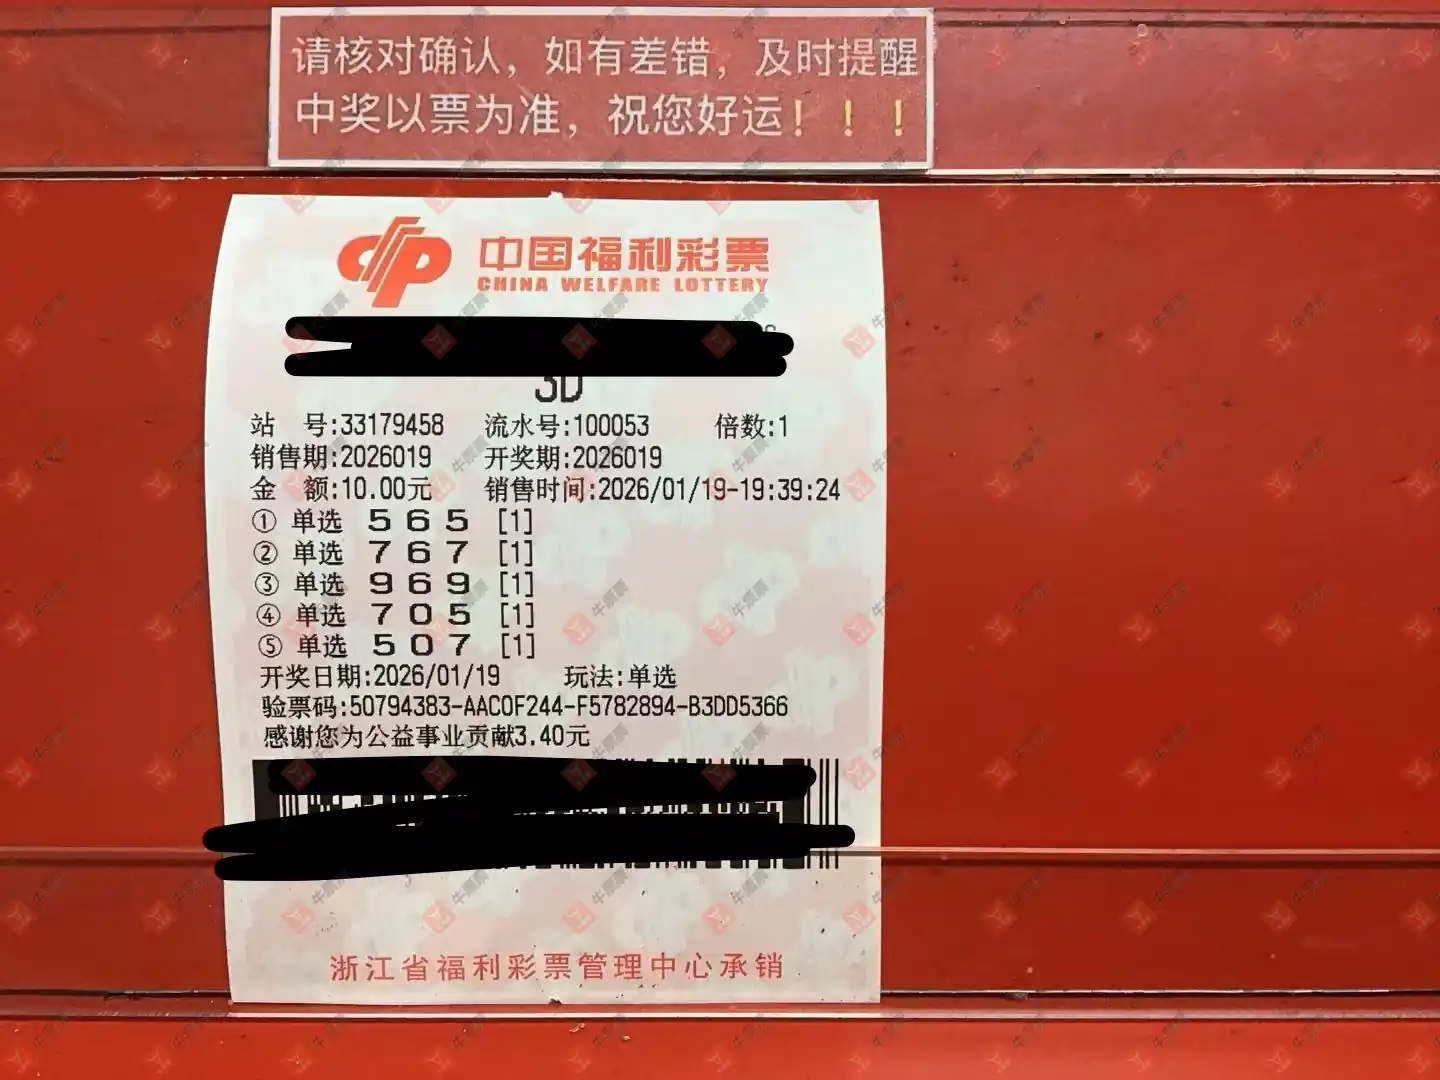 请核对确认，如有差错，及时提醒
中奖以票为准，祝您好运！！！
中国福利彩票
CHINA WELFARE LOTTERY
3D
站 号:33179458 流水号:100053 倍数:1
销售期:2026019 开奖期:2026019
金 额:10.00元 销售时间:2026/01/19-19:39:24
① 单选 5 6 5 [1]
② 单选 7 6 7 [1]
③ 单选 9 6 9 [1]
④ 单选 7 0 5 [1]
⑤ 单选 5 0 7 [1]
开奖日期:2026/01/19 玩法:单选
验票码:50794383-AAC0F244-F5782894-B3DD5366
感谢您为公益事业贡献3.40元
浙江省福利彩票管理中心承销
牛票票